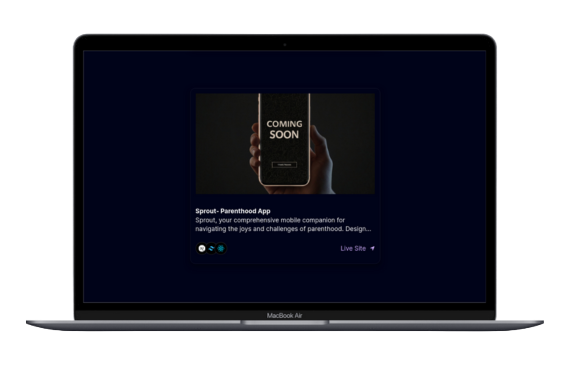 COMING
SOON
Sprout- Parenthood App
Sprout, your comprehensive mobile companion for
navigating the joys and challenges of parenthood. Design...
Live Site
MacBook Air